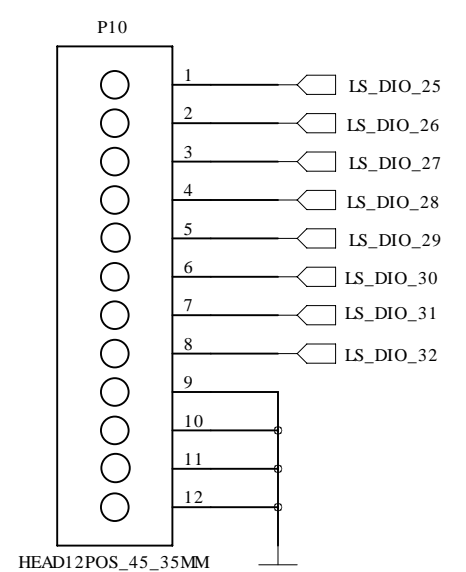 P10
1 LS_DIO_25
2 LS_DIO_26
3 LS_DIO_27
4 LS_DIO_28
5 LS_DIO_29
6 LS_DIO_30
7 LS_DIO_31
8 LS_DIO_32
9
10
11
12
HEAD12POS_45_35MM